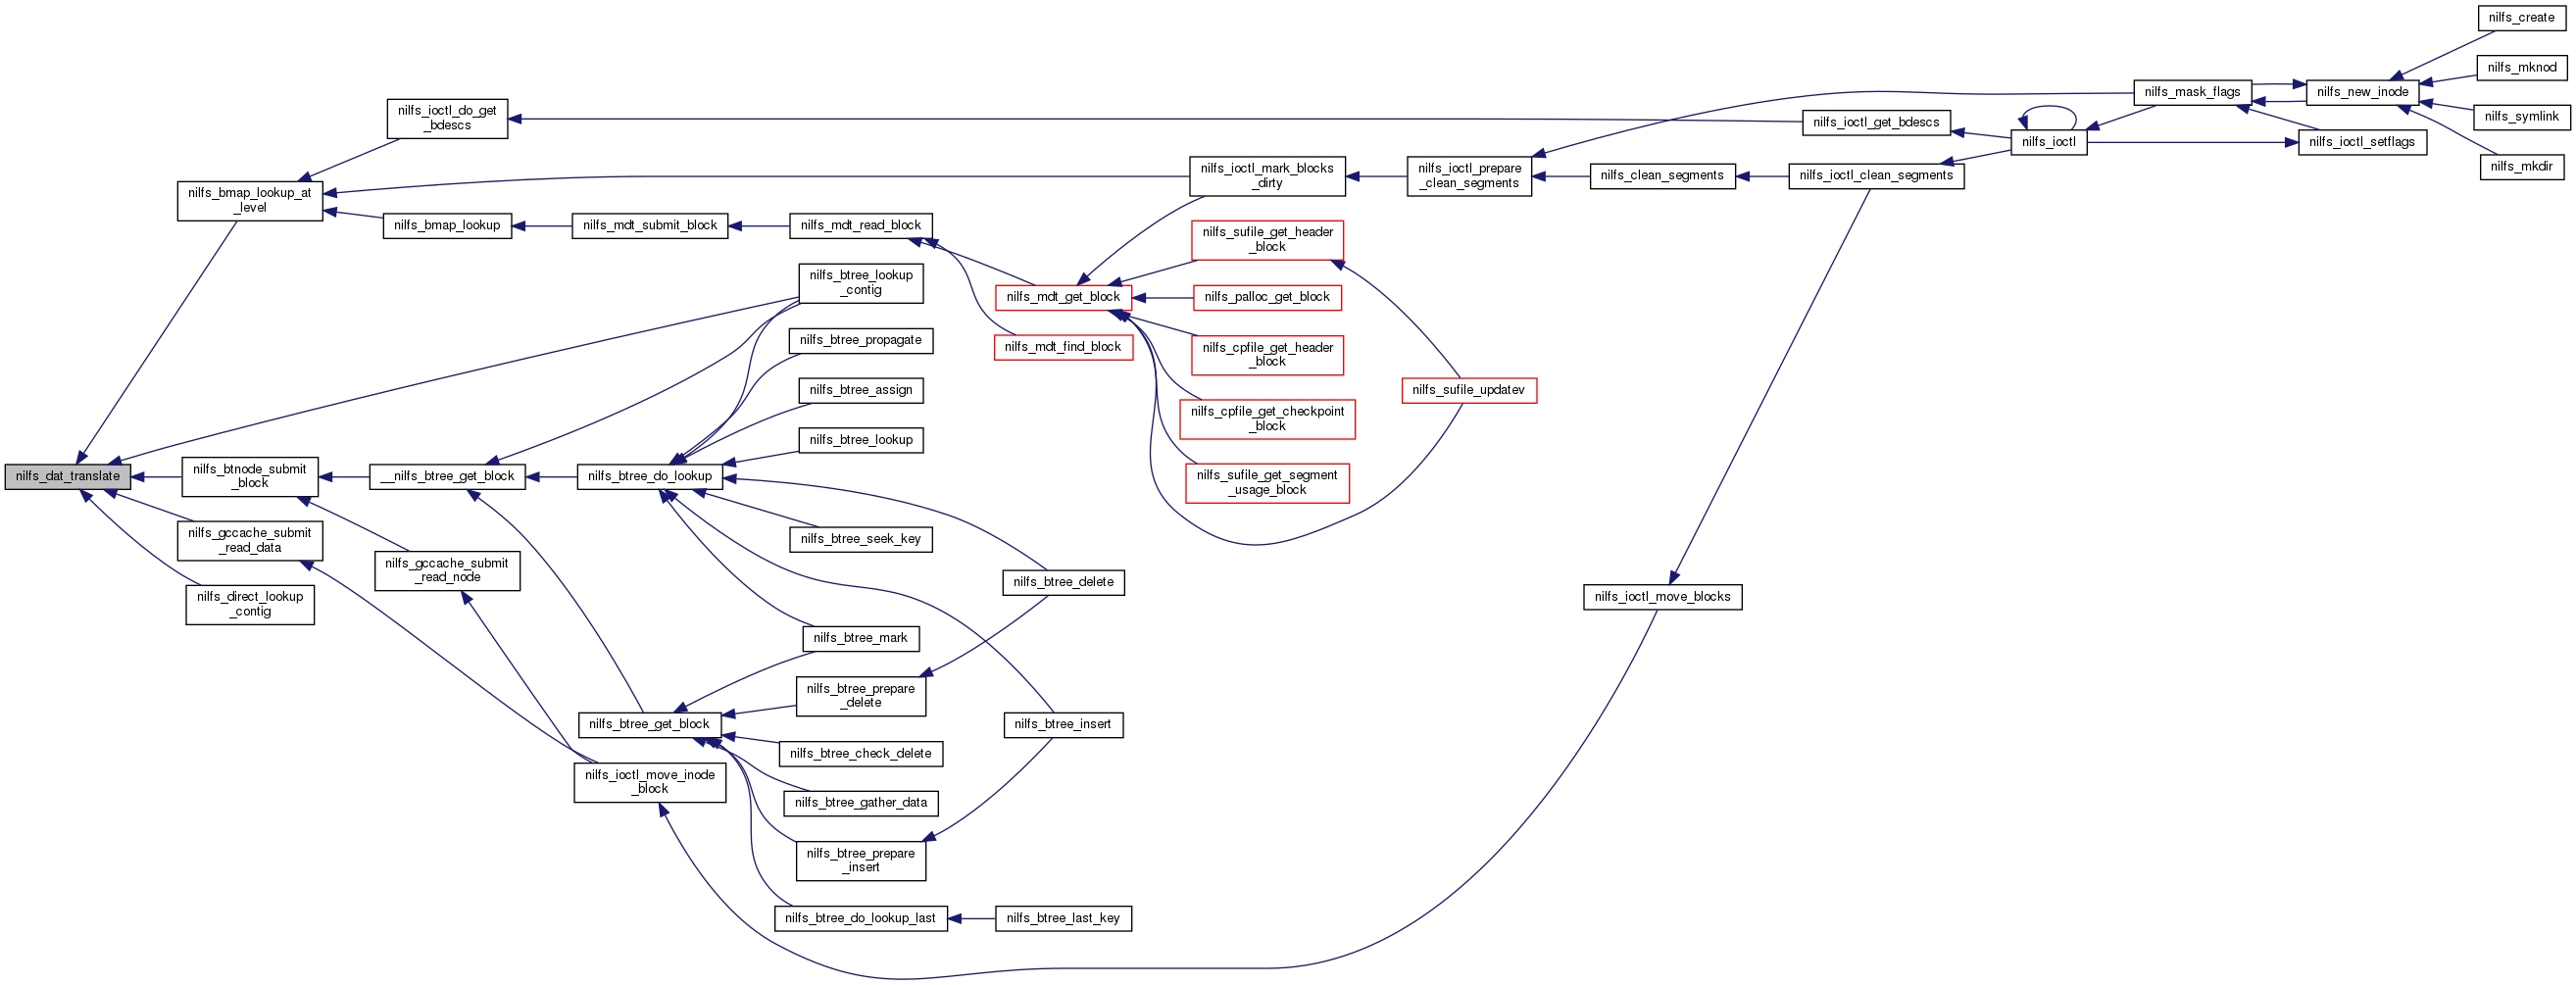 nilfs_create
nilfs_mknod
nilfs_mask_flags
nilfs_new_inode
nilfs_ioctl_do_get
_bdescs
nilfs_symlink
nilfs_ioctl_get_bdescs
nilfs_ioctl
nilfs_ioctl_setflags
nilfs_mkdir
nilfs_ioctl_mark_blocks
_dirty
nilfs_ioctl_prepare
_clean_segments
nilfs_clean_segments
nilfs_ioctl_clean_segments
nilfs_bmap_lookup_at
_level
nilfs_bmap_lookup
nilfs_mdt_submit_block
nilfs_mdt_read_block
nilfs_sufile_get_header
_block
nilfs_btree_lookup
_contig
nilfs_mdt_get_block
nilfs_palloc_get_block
nilfs_btree_propagate
nilfs_mdt_find_block
nilfs_cpfile_get_header
_block
nilfs_btree_assign
nilfs_sufile_updatev
nilfs_cpfile_get_checkpoint
_block
nilfs_btree_lookup
nilfs_dat_translate
nilfs_btnode_submit
_block
__nilfs_btree_get_block
nilfs_btree_do_lookup
nilfs_sufile_get_segment
_usage_block
nilfs_gccache_submit
_read_data
nilfs_btree_seek_key
nilfs_gccache_submit
_read_node
nilfs_btree_delete
nilfs_direct_lookup
_contig
nilfs_ioctl_move_blocks
nilfs_btree_mark
nilfs_btree_prepare
_delete
nilfs_btree_get_block
nilfs_btree_insert
nilfs_btree_check_delete
nilfs_ioctl_move_inode
_block
nilfs_btree_gather_data
nilfs_btree_prepare
_insert
nilfs_btree_do_lookup_last
nilfs_btree_last_key